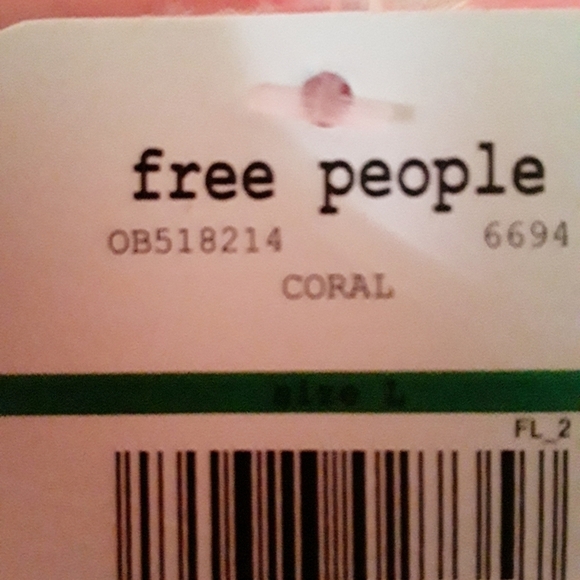 free people
OB518214 6694
CORAL
size L
FL_2